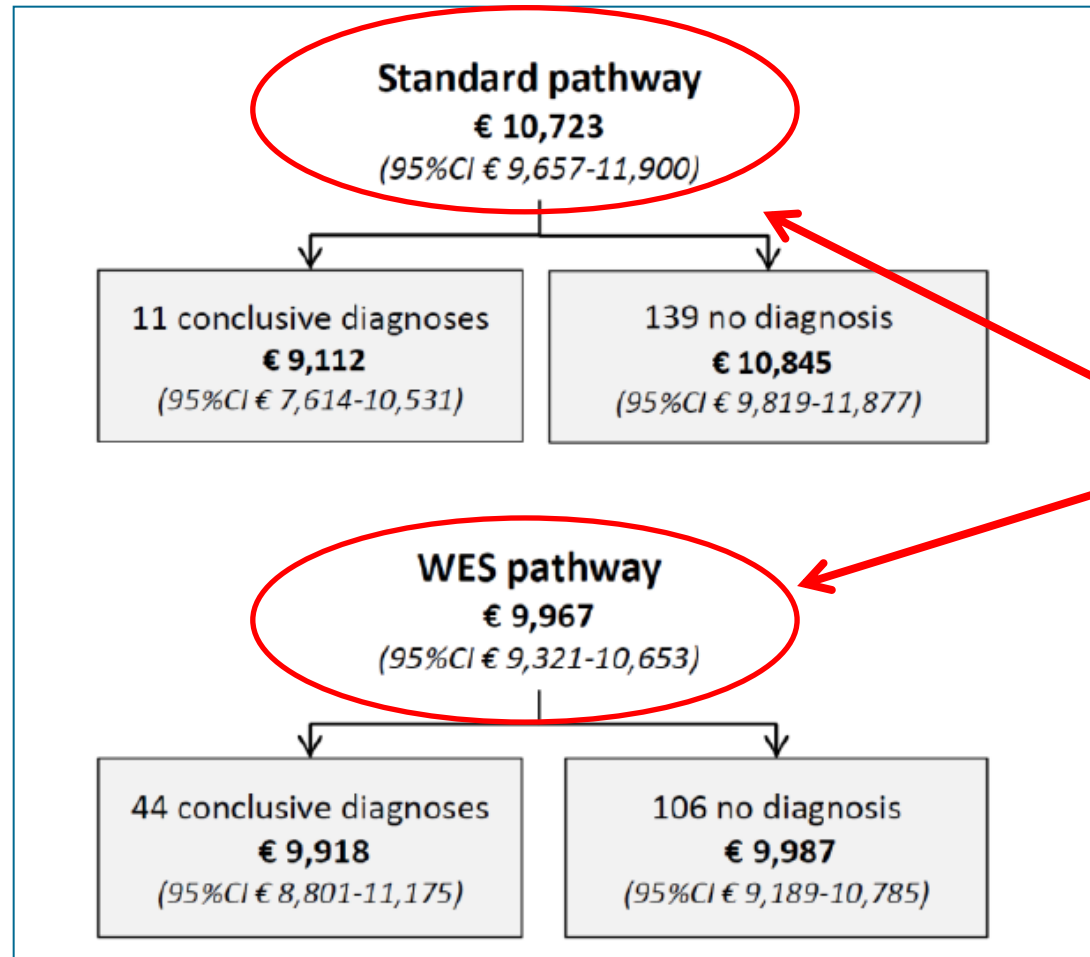 Standard pathway
€ 10,723
(95%CI € 9,657-11,900)
11 conclusive diagnoses
€ 9,112
(95%CI € 7,614-10,531)
139 no diagnosis
€ 10,845
(95%CI € 9,819-11,877)
WES pathway
€ 9,967
(95%CI € 9,321-10,653)
44 conclusive diagnoses
€ 9,918
(95%CI € 8,801-11,175)
106 no diagnosis
€ 9,987
(95%CI € 9,189-10,785)